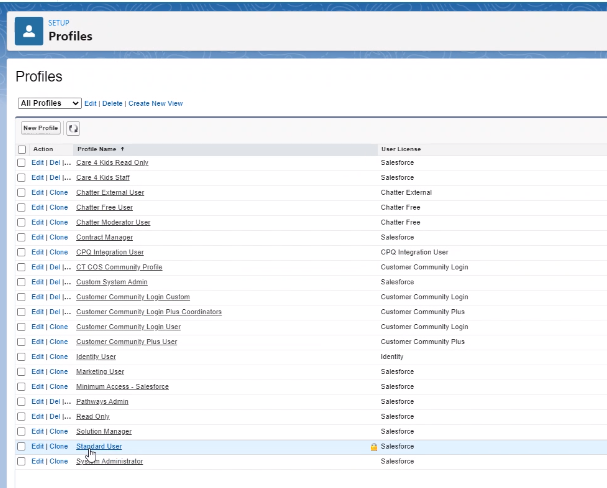 SETUP
Profiles
Profiles
All Profiles Edit | Delete | Create New View
New Profile
Action Profile Name ↑ User License
Edit | Del |... Care 4 Kids Read Only Salesforce
Edit | Del |... Care 4 Kids Staff Salesforce
Edit | Clone Chatter External User Chatter External
Edit | Clone Chatter Free User Chatter Free
Edit | Clone Chatter Moderator User Chatter Free
Edit | Clone Contract Manager Salesforce
Edit | Clone CPQ Integration User CPQ Integration User
Edit | Del |... CT COS Community Profile Customer Community Login
Edit | Del |... Custom System Admin Salesforce
Edit | Del |... Customer Community Login Custom Customer Community Login
Edit | Del |... Customer Community Login Plus Coordinators Customer Community Plus
Edit | Clone Customer Community Login User Customer Community Login
Edit | Clone Customer Community Plus User Customer Community Plus
Edit | Clone Identity User Identity
Edit | Clone Marketing User Salesforce
Edit | Clone Minimum Access - Salesforce Salesforce
Edit | Del |... Pathways Admin Salesforce
Edit | Del |... Read Only Salesforce
Edit | Clone Solution Manager Salesforce
Edit | Clone Standard User Salesforce
Edit | Clone System Administrator Salesforce